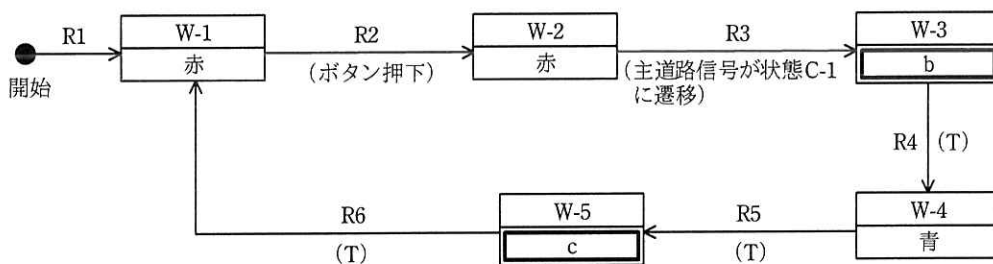 R1
W-1
赤
R2
(ボタン押下)
W-2
赤
R3
(主道路信号が状態C-1
に遷移)
W-3
b
開始
R4 (T)
R6
(T)
W-5
c
R5
(T)
W-4
青